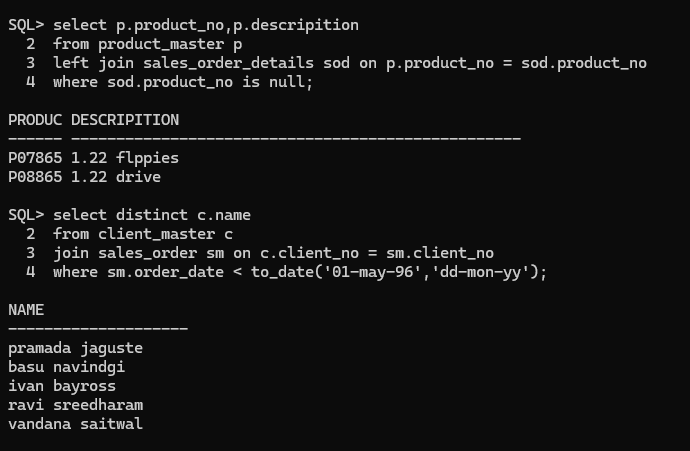 SQL> select p.product_no,p.descripition
  2  from product_master p
  3  left join sales_order_details sod on p.product_no = sod.product_no
  4  where sod.product_no is null;

PRODUC DESCRIPITION
------ --------------------------------------------------
P07865 1.22 flppies
P08865 1.22 drive

SQL> select distinct c.name
  2  from client_master c
  3  join sales_order sm on c.client_no = sm.client_no
  4  where sm.order_date < to_date('01-may-96','dd-mon-yy');

NAME
--------------------
pramada jaguste
basu navindgi
ivan bayross
ravi sreedharam
vandana saitwal